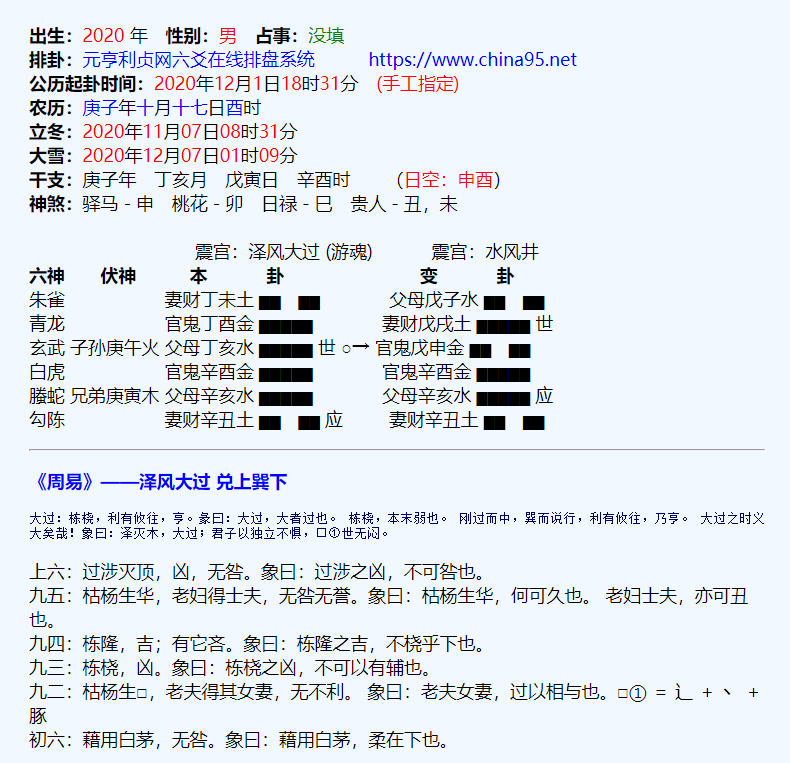 出生：2020 年　性别：男　占事：没填
排卦：元亨利贞网六爻在线排盘系统　　　https://www.china95.net
公历起卦时间：2020年12月1日18时31分　(手工指定)
农历：庚子年十月十七日酉时
立冬：2020年11月07日08时31分
大雪：2020年12月07日01时09分
干支：庚子年　丁亥月　戊寅日　辛酉时　　（日空：申酉）
神煞：驿马－申　桃花－卯　日禄－巳　贵人－丑，未
震宫：泽风大过 (游魂)　　　震宫：水风井
六神　　伏神　　　本　　　卦　　　　　　　变　　　卦
朱雀　　　　　　妻财丁未土 ▅▅　▅▅　　　　父母戊子水 ▅▅　▅▅
青龙　　　　　　官鬼丁酉金 ▅▅▅▅▅　　　　妻财戊戌土 ▅▅▅▅▅ 世
玄武 子孙庚午火 父母丁亥水 ▅▅▅▅▅ 世 ○→ 官鬼戊申金 ▅▅　▅▅
白虎　　　　　　官鬼辛酉金 ▅▅▅▅▅　　　　官鬼辛酉金 ▅▅▅▅▅
螣蛇 兄弟庚寅木 父母辛亥水 ▅▅▅▅▅　　　　父母辛亥水 ▅▅▅▅▅ 应
勾陈　　　　　　妻财辛丑土 ▅▅　▅▅ 应　　妻财辛丑土 ▅▅　▅▅
《周易》——泽风大过 兑上巽下
大过：栋桡，利有攸往，亨。彖曰：大过，大者过也。 栋桡，本末弱也。 刚过而中，巽而说行，利有攸往，乃亨。 大过之时义
大矣哉！象曰：泽灭木，大过；君子以独立不惧，□①世无闷。
上六：过涉灭顶，凶，无咎。象曰：过涉之凶，不可咎也。
九五：枯杨生华，老妇得士夫，无咎无誉。象曰：枯杨生华，何可久也。 老妇士夫，亦可丑
也。
九四：栋隆，吉；有它吝。象曰：栋隆之吉，不桡乎下也。
九三：栋桡，凶。象曰：栋桡之凶，不可以有辅也。
九二：枯杨生□，老夫得其女妻，无不利。 象曰：老夫女妻，过以相与也。□① = 辶 + 丶 +
豚
初六：藉用白茅，无咎。象曰：藉用白茅，柔在下也。